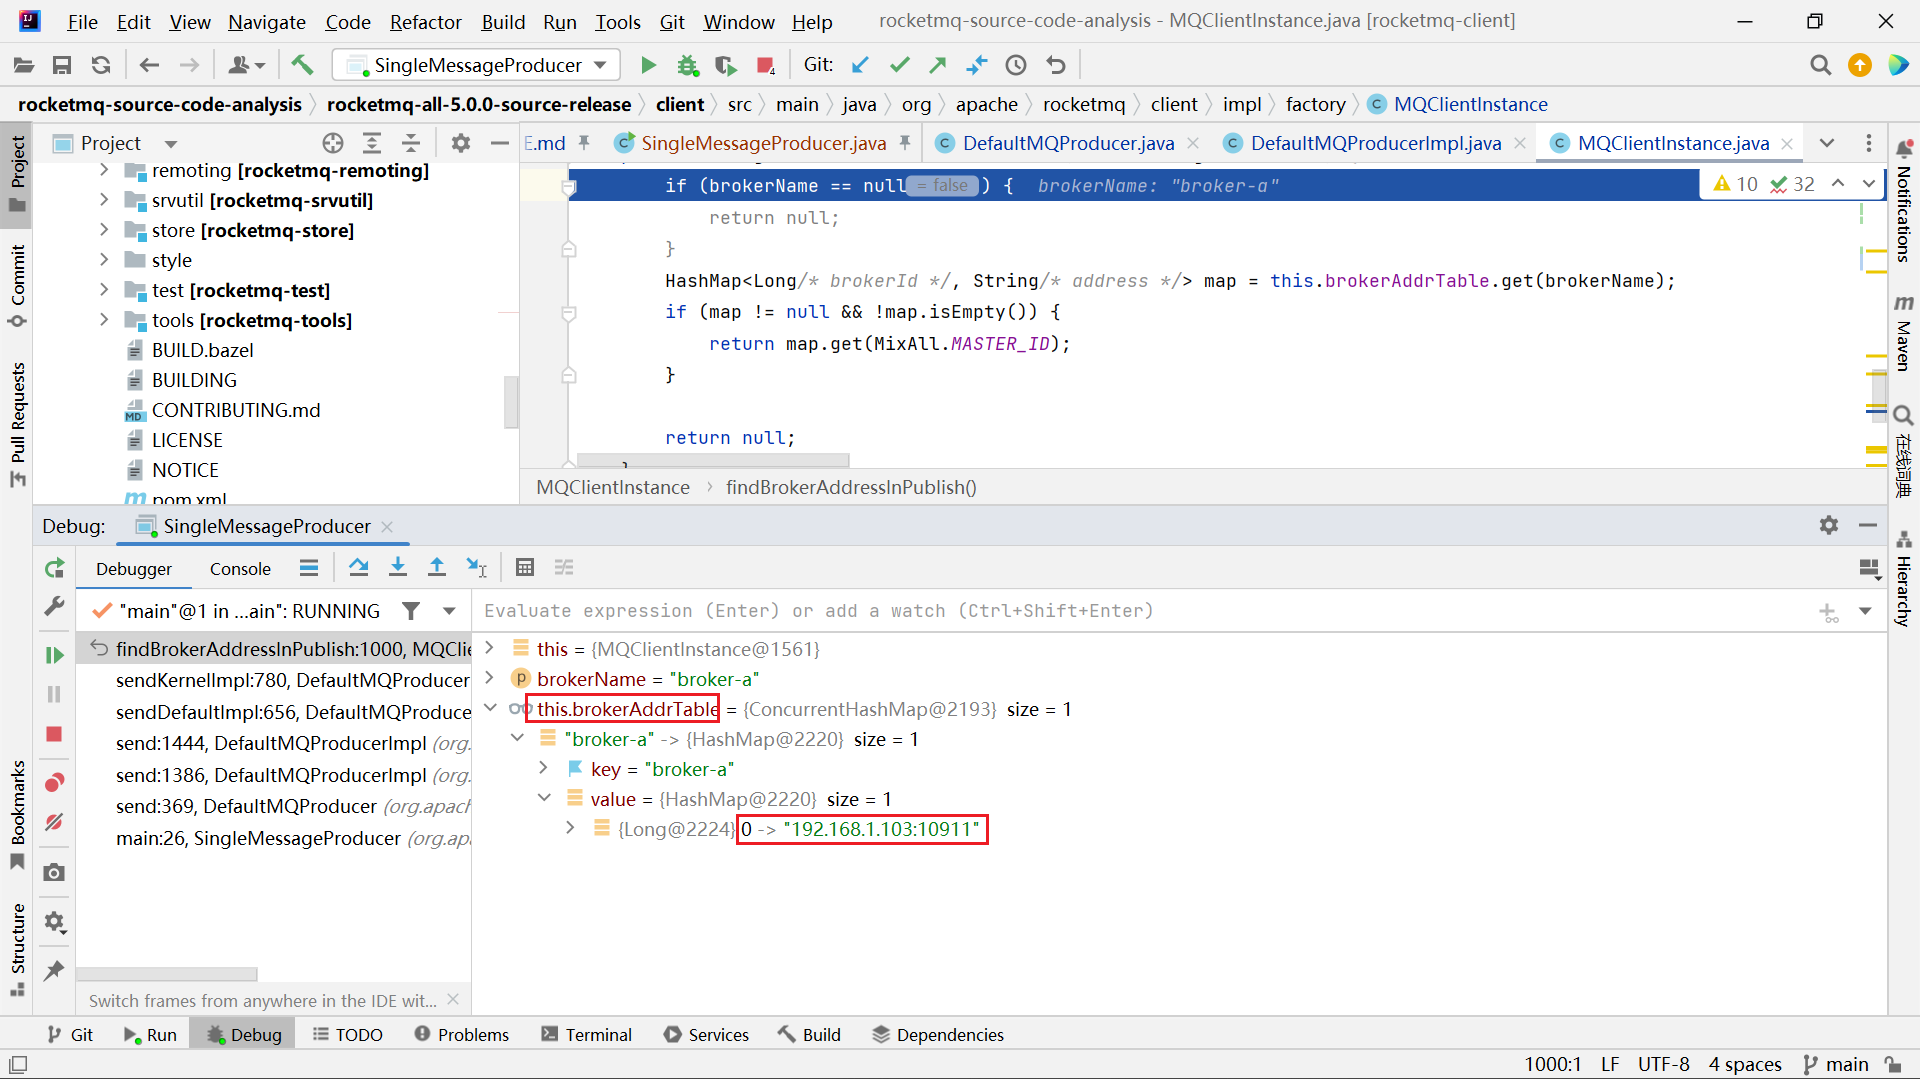 File Edit View Navigate Code Refactor Build Run Tools Git Window Help rocketmq-source-code-analysis - MQClientInstance.java [rocketmq-client]
SingleMessageProducer Git:
rocketmq-source-code-analysis rocketmq-all-5.0.0-source-release client src main java org apache rocketmq client impl factory MQClientInstance
Project
E.md SingleMessageProducer.java DefaultMQProducer.java DefaultMQProducerImpl.java MQClientInstance.java
remoting [rocketmq-remoting]
srvutil [rocketmq-srvutil]
store [rocketmq-store]
style
test [rocketmq-test]
tools [rocketmq-tools]
BUILD.bazel
BUILDING
CONTRIBUTING.md
LICENSE
NOTICE
pom.xml
if (brokerName == null = false ) { brokerName: "broker-a"
10 32
return null;
}
HashMap<Long/* brokerId */, String/* address */> map = this.brokerAddrTable.get(brokerName);
if (map != null && !map.isEmpty()) {
return map.get(MixAll.MASTER_ID);
}
return null;
}
MQClientInstance findBrokerAddressInPublish()
Project
Commit
Pull Requests
Bookmarks
Structure
Notifications
Maven
在线词典
Hierarchy
Debug: SingleMessageProducer
Debugger Console
"main"@1 in ...ain": RUNNING
Evaluate expression (Enter) or add a watch (Ctrl+Shift+Enter)
findBrokerAddressInPublish:1000, MQClie
sendKernelImpl:780, DefaultMQProducer
sendDefaultImpl:656, DefaultMQProduce
send:1444, DefaultMQProducerImpl (org.
send:1386, DefaultMQProducerImpl (org.
send:369, DefaultMQProducer (org.apach
main:26, SingleMessageProducer (org.ap
this = {MQClientInstance@1561}
brokerName = "broker-a"
this.brokerAddrTable = {ConcurrentHashMap@2193} size = 1
"broker-a" -> {HashMap@2220} size = 1
key = "broker-a"
value = {HashMap@2220} size = 1
{Long@2224} 0 -> "192.168.1.103:10911"
Switch frames from anywhere in the IDE wit...
Git Run Debug TODO Problems Terminal Services Build Dependencies
1000:1 LF UTF-8 4 spaces main